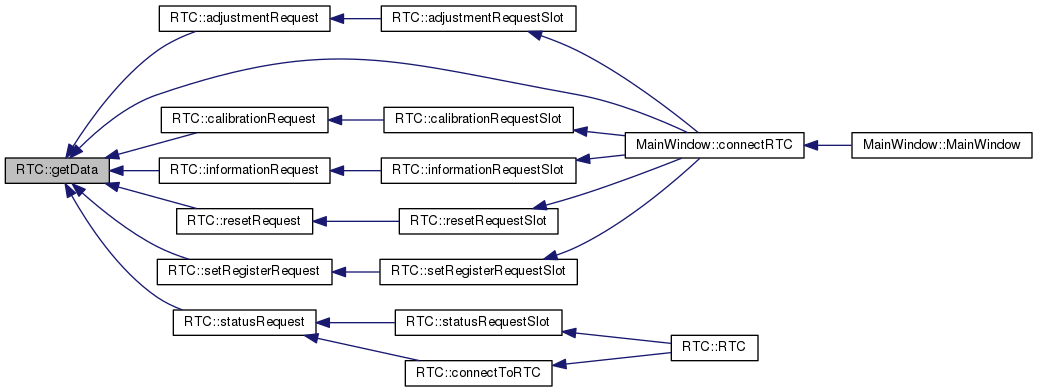 RTC::adjustmentRequest
RTC::adjustmentRequestSlot
RTC::calibrationRequest
RTC::calibrationRequestSlot
MainWindow::connectRTC
MainWindow::MainWindow
RTC::getData
RTC::informationRequest
RTC::informationRequestSlot
RTC::resetRequest
RTC::resetRequestSlot
RTC::setRegisterRequest
RTC::setRegisterRequestSlot
RTC::statusRequest
RTC::statusRequestSlot
RTC::RTC
RTC::connectToRTC